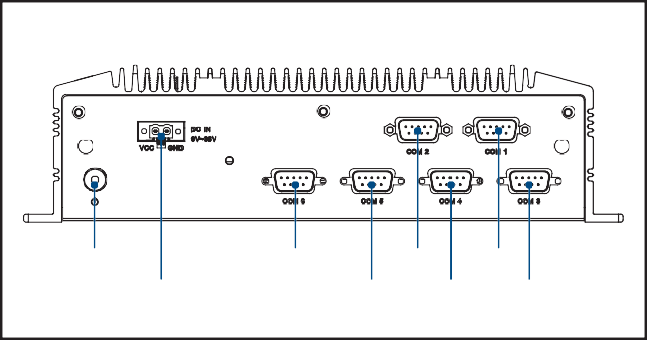 DC IN
9V~36V
VCC GND
COM 2
COM 1
COM 6
COM 5
COM 4
COM 3